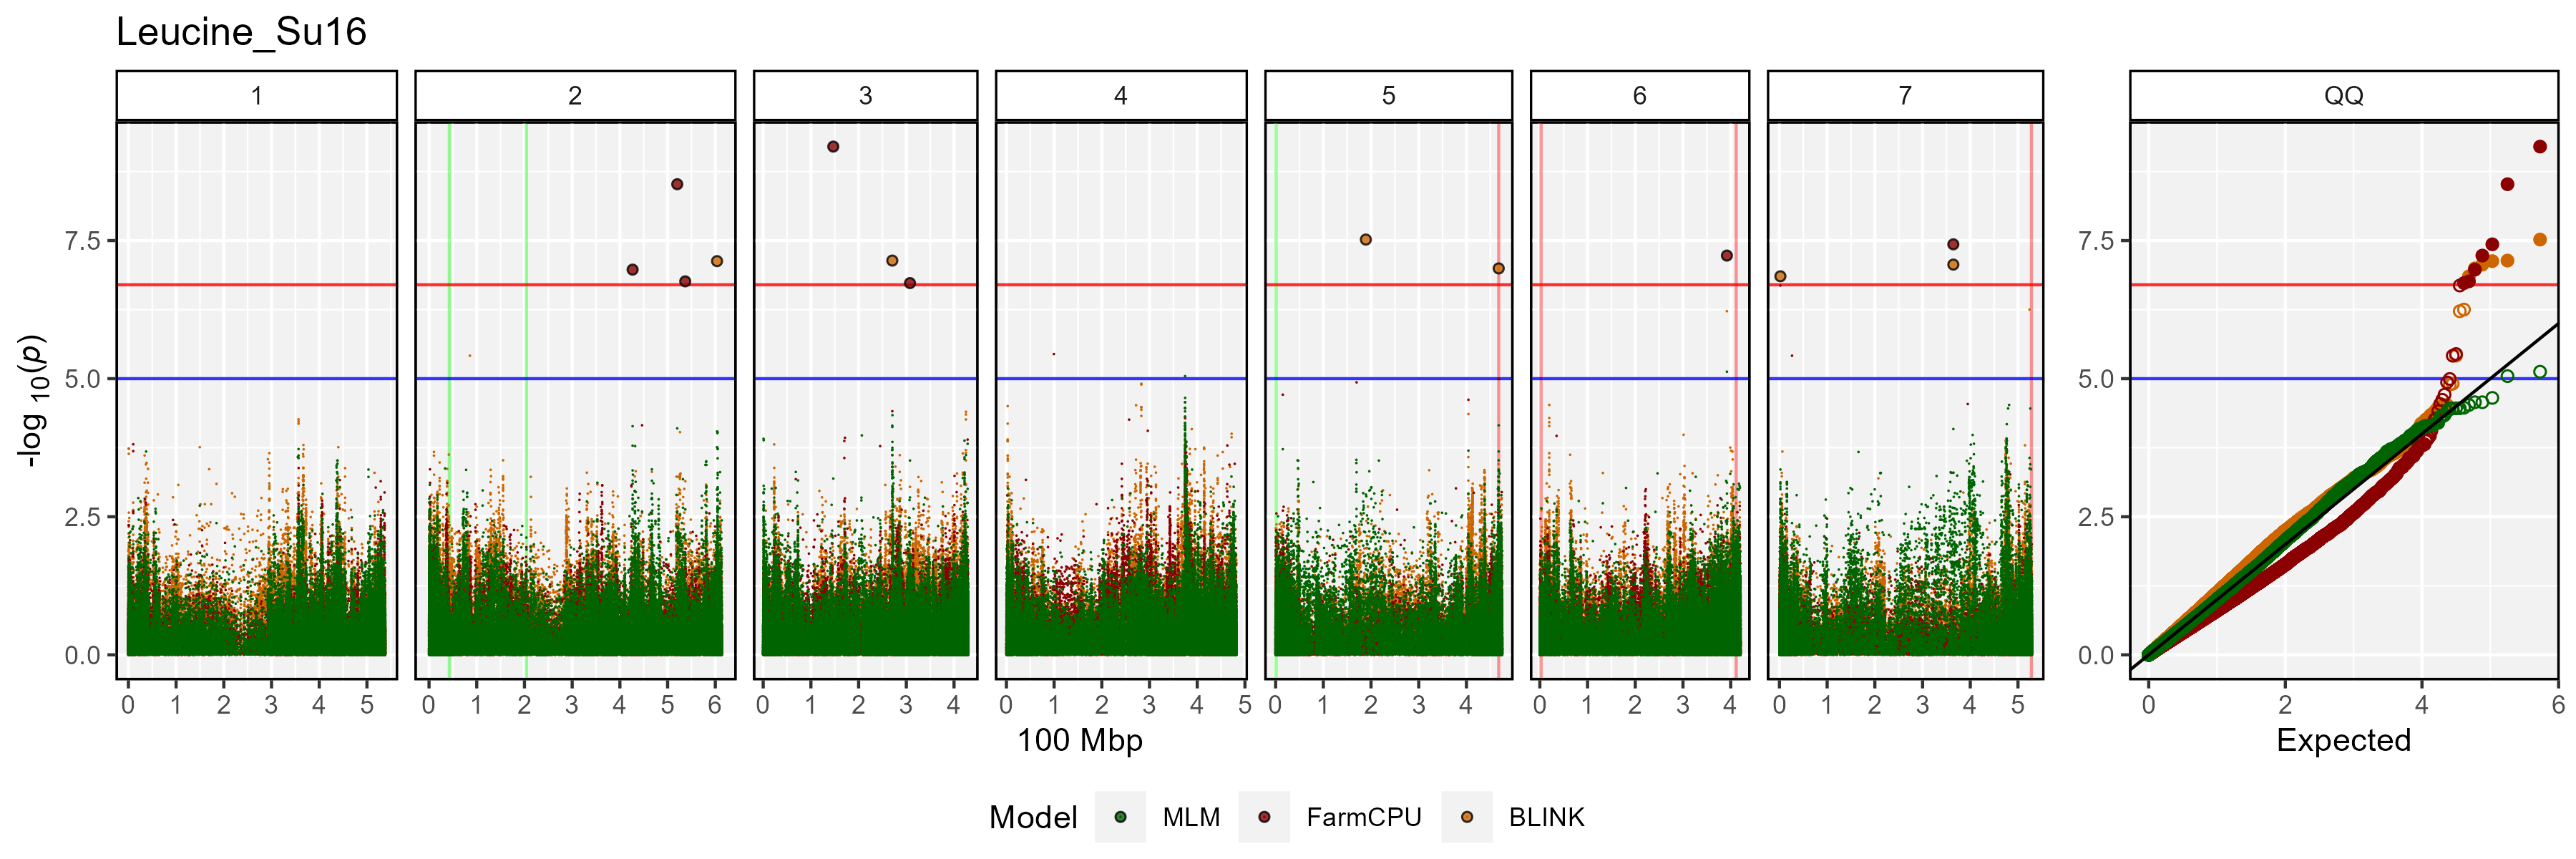 Leucine_Su16
1 2 3 4 5 6 7 QQ
-log 10(p)
7.5 7.5
5.0 5.0
2.5 2.5
0.0 0.0
0 1 2 3 4 5 0 1 2 3 4 5 6 0 1 2 3 4 0 1 2 3 4 5 0 1 2 3 4 0 1 2 3 4 0 1 2 3 4 5 0 2 4 6
100 Mbp Expected
Model MLM FarmCPU BLINK